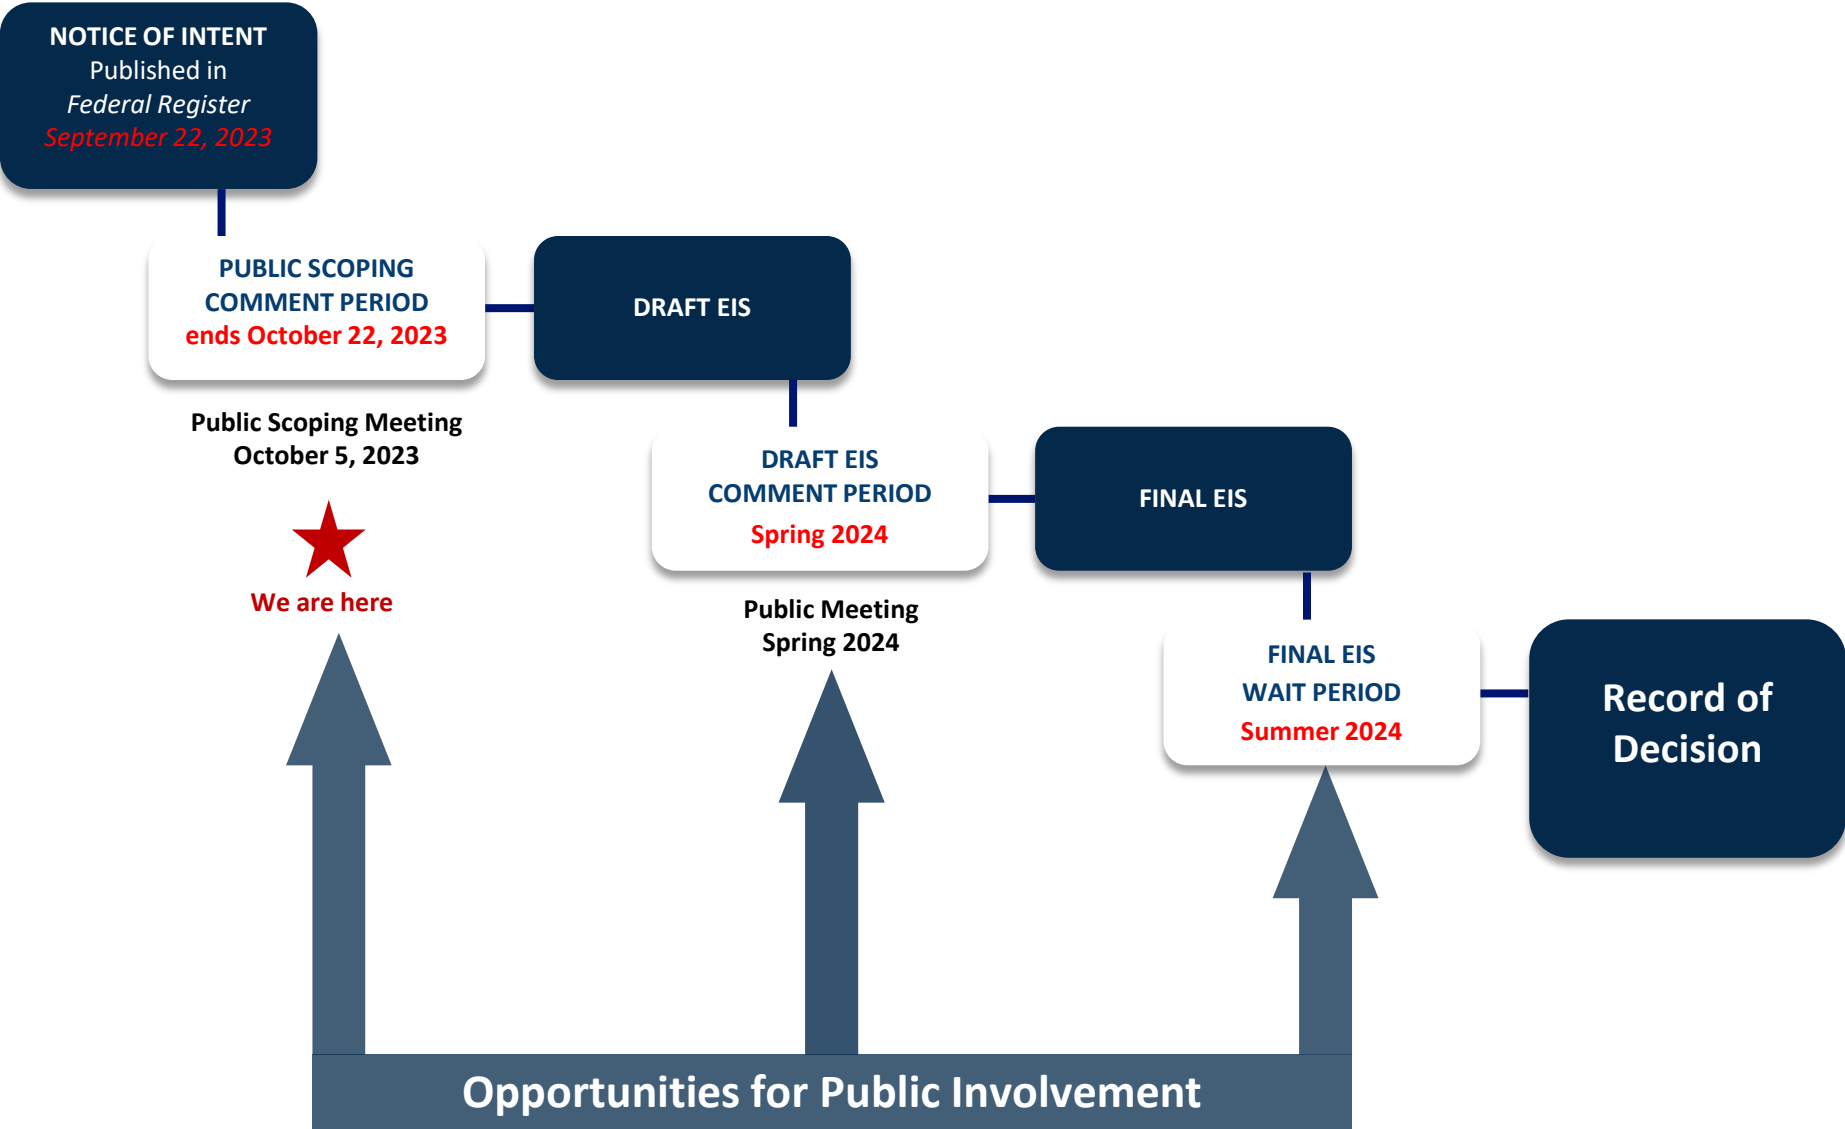 NOTICE OF INTENT
Published in
Federal Register
September 22, 2023
PUBLIC SCOPING
COMMENT PERIOD
ends October 22, 2023
DRAFT EIS
Public Scoping Meeting
October 5, 2023
We are here
DRAFT EIS
COMMENT PERIOD
Spring 2024
FINAL EIS
Public Meeting
Spring 2024
FINAL EIS
WAIT PERIOD
Summer 2024
Record of
Decision
Opportunities for Public Involvement